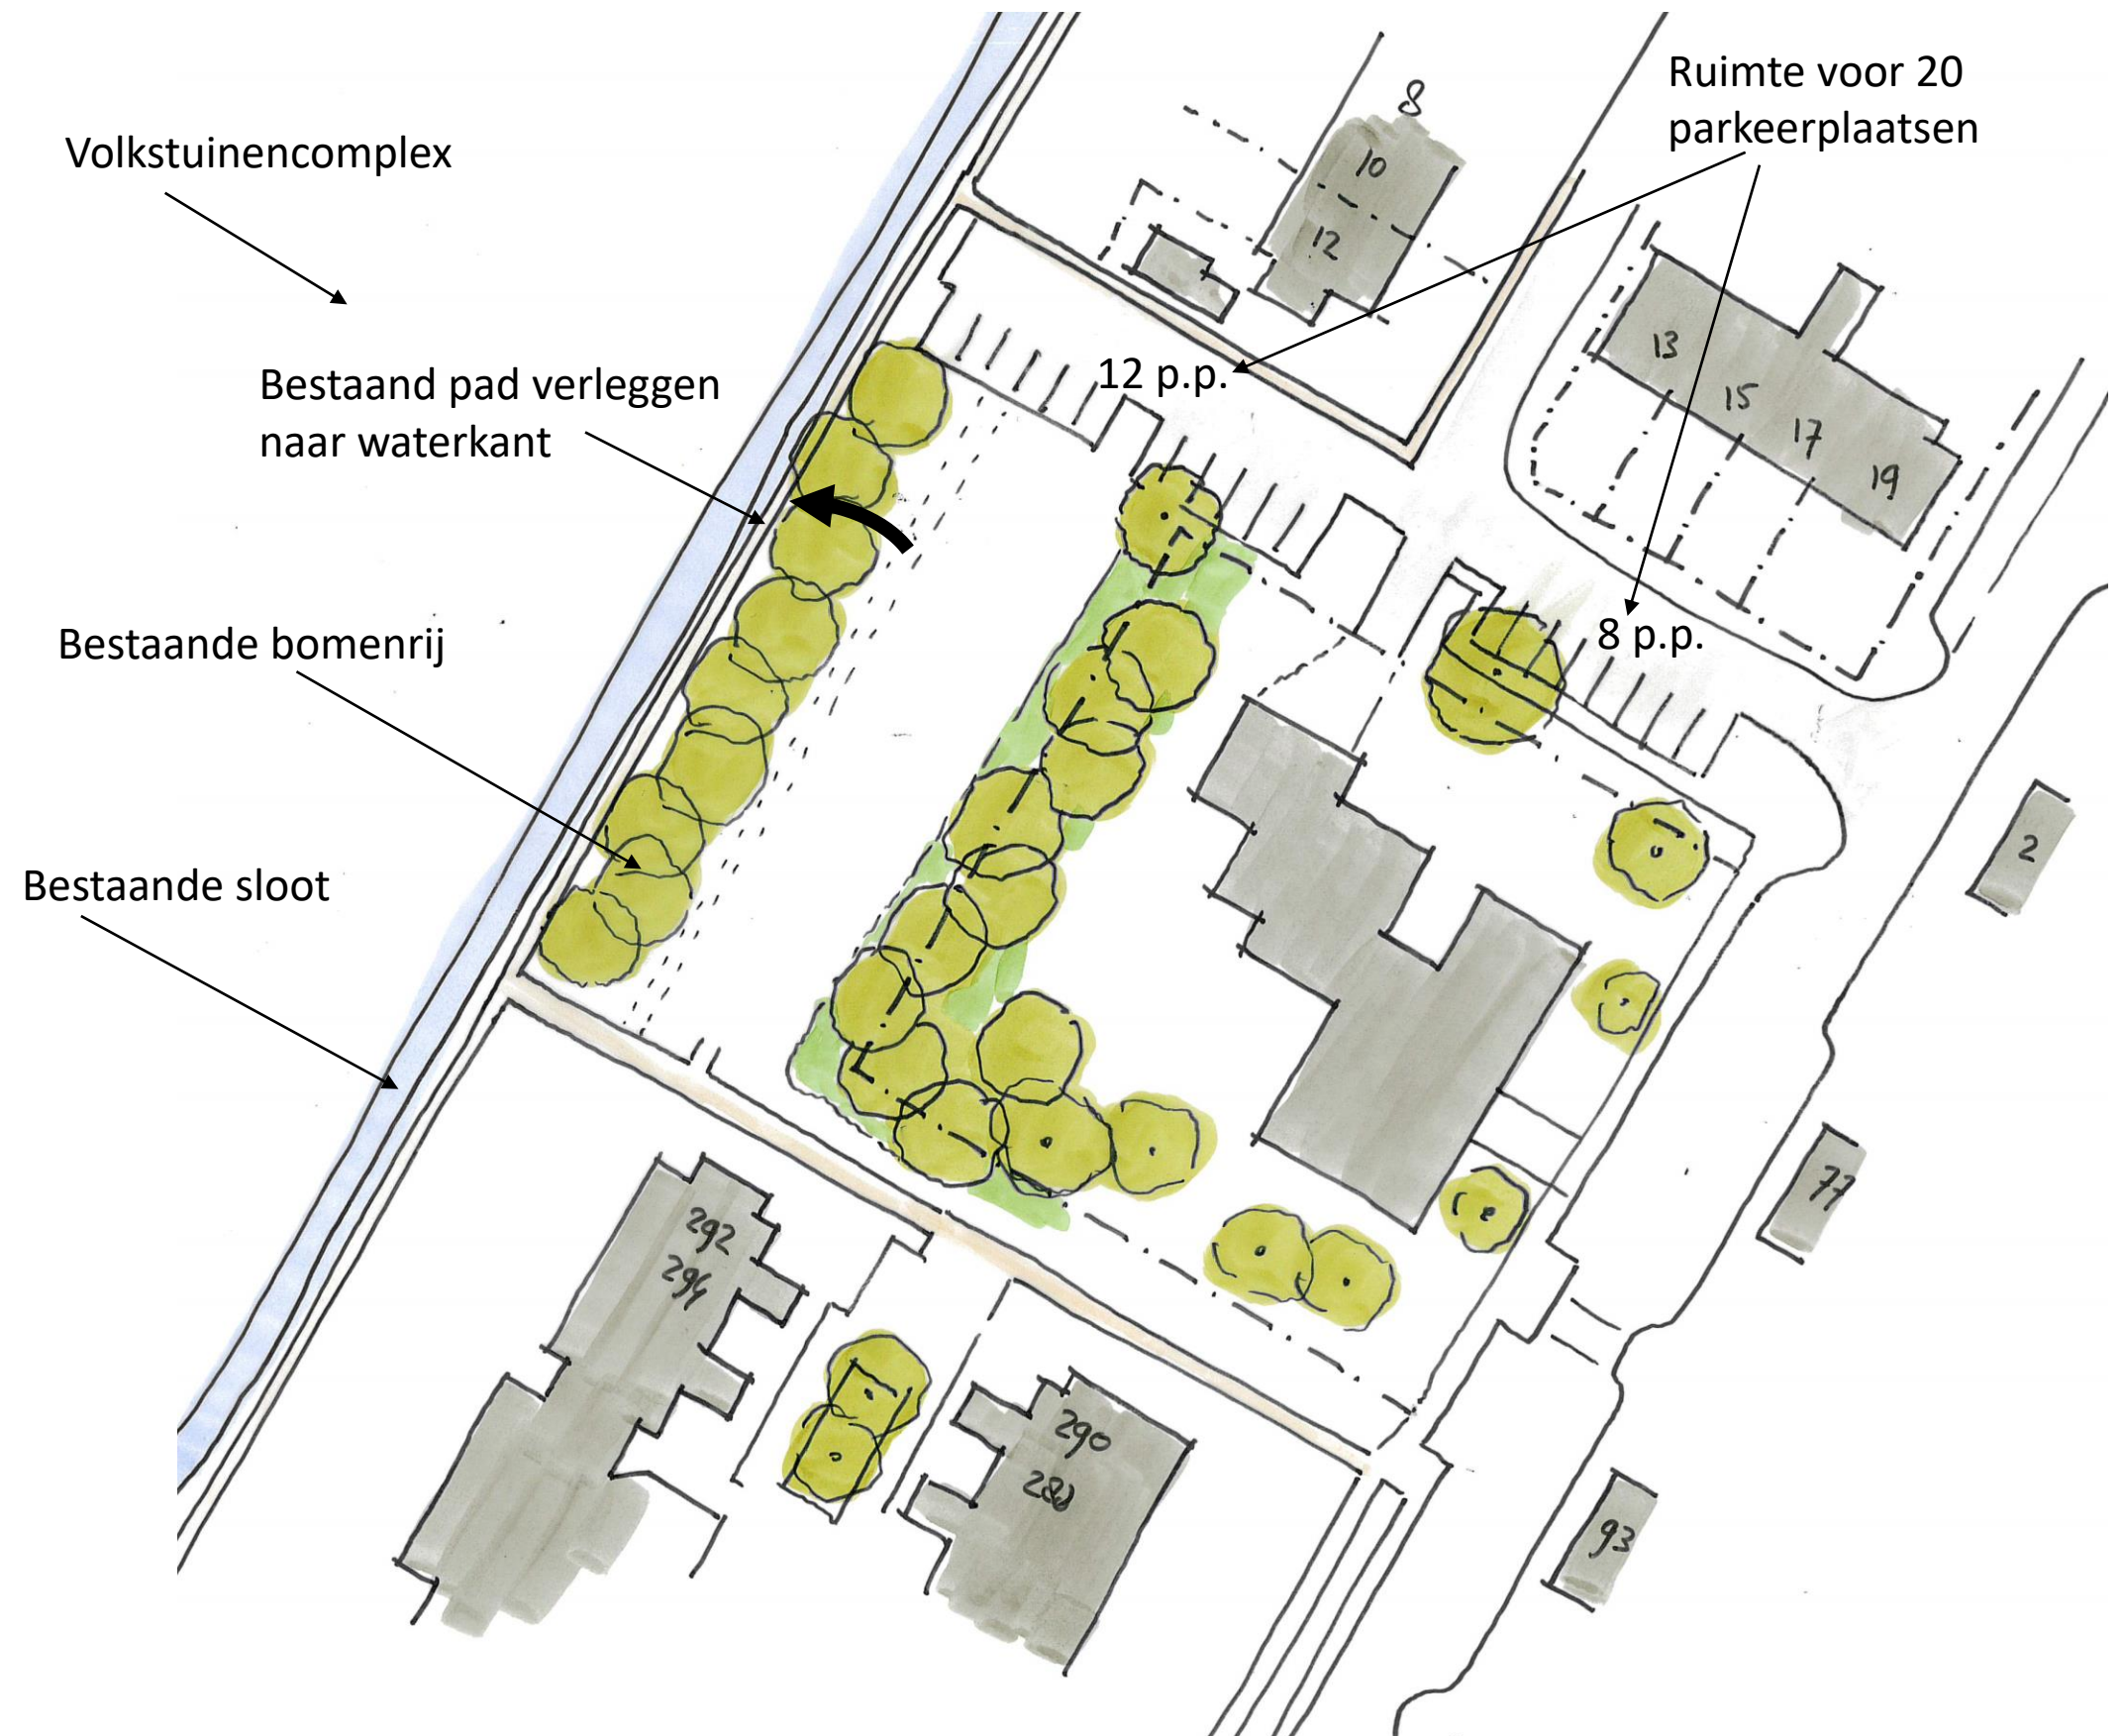 Ruimte voor 20
parkeerplaatsen
Volkstuinencomplex
8
10
12
12 p.p.
13
15
17
19
Bestaand pad verleggen
naar waterkant
8 p.p.
Bestaande bomenrij
2
Bestaande sloot
77
292
294
290
288
93